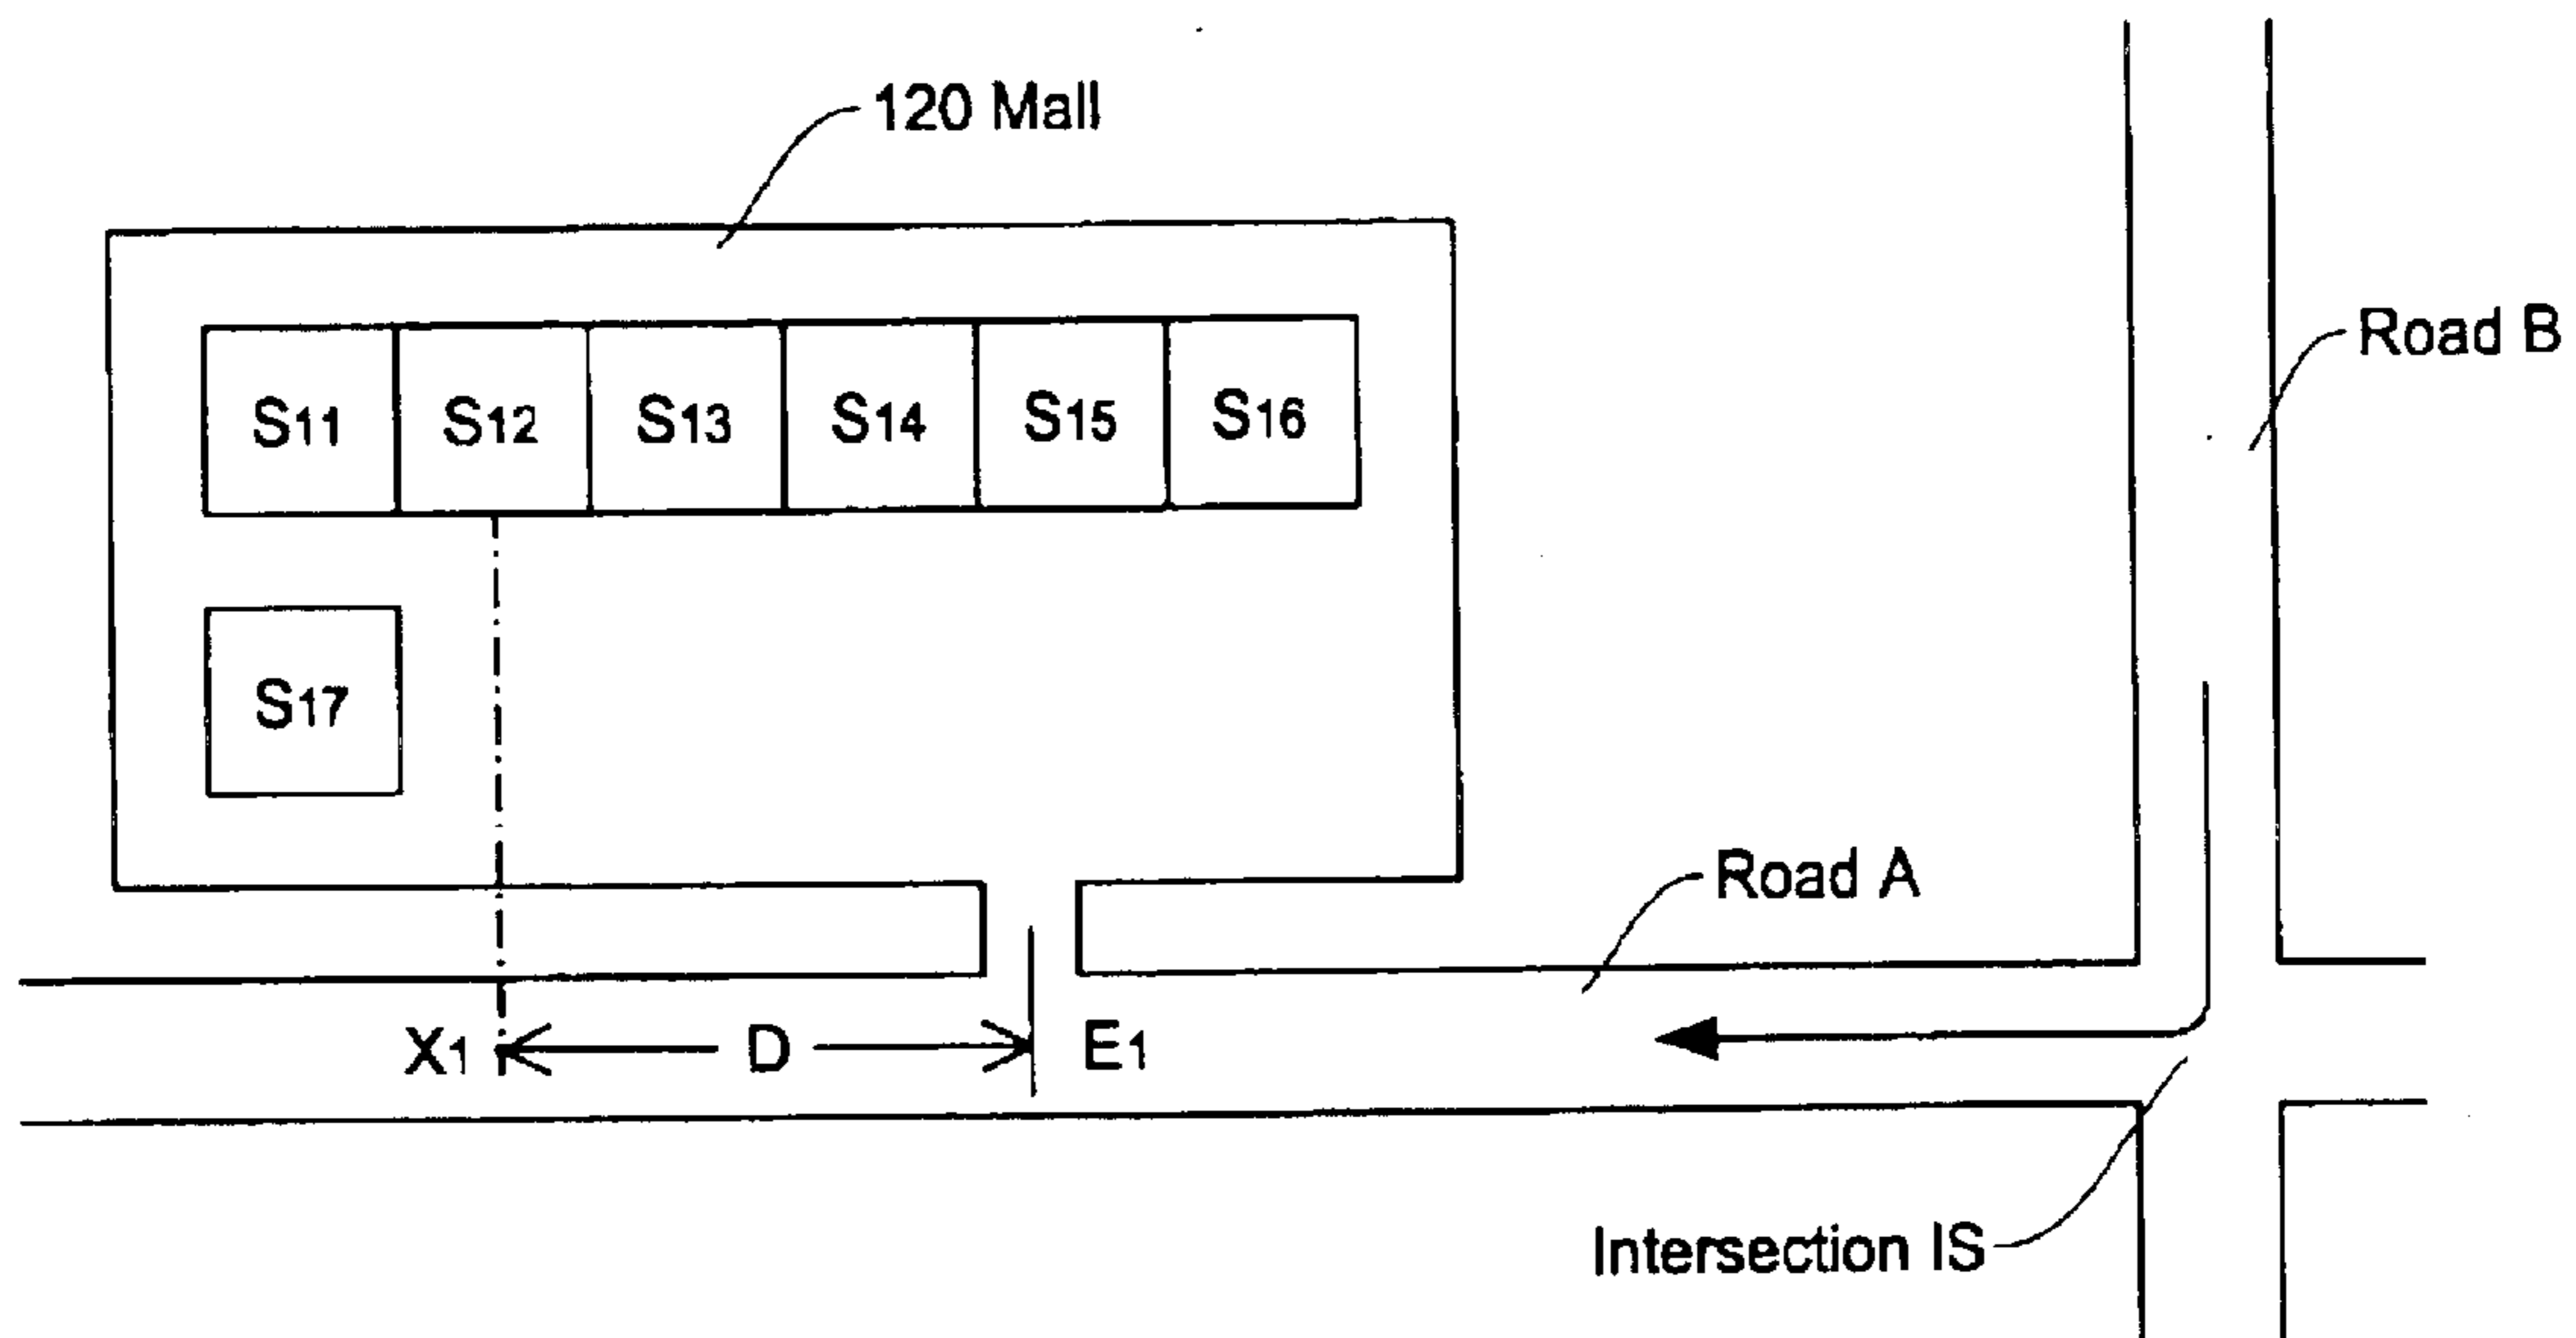 120 Mall
Road B
S11 S12 S13 S14 S15 S16
S17
Road A
X1 D E1
Intersection IS